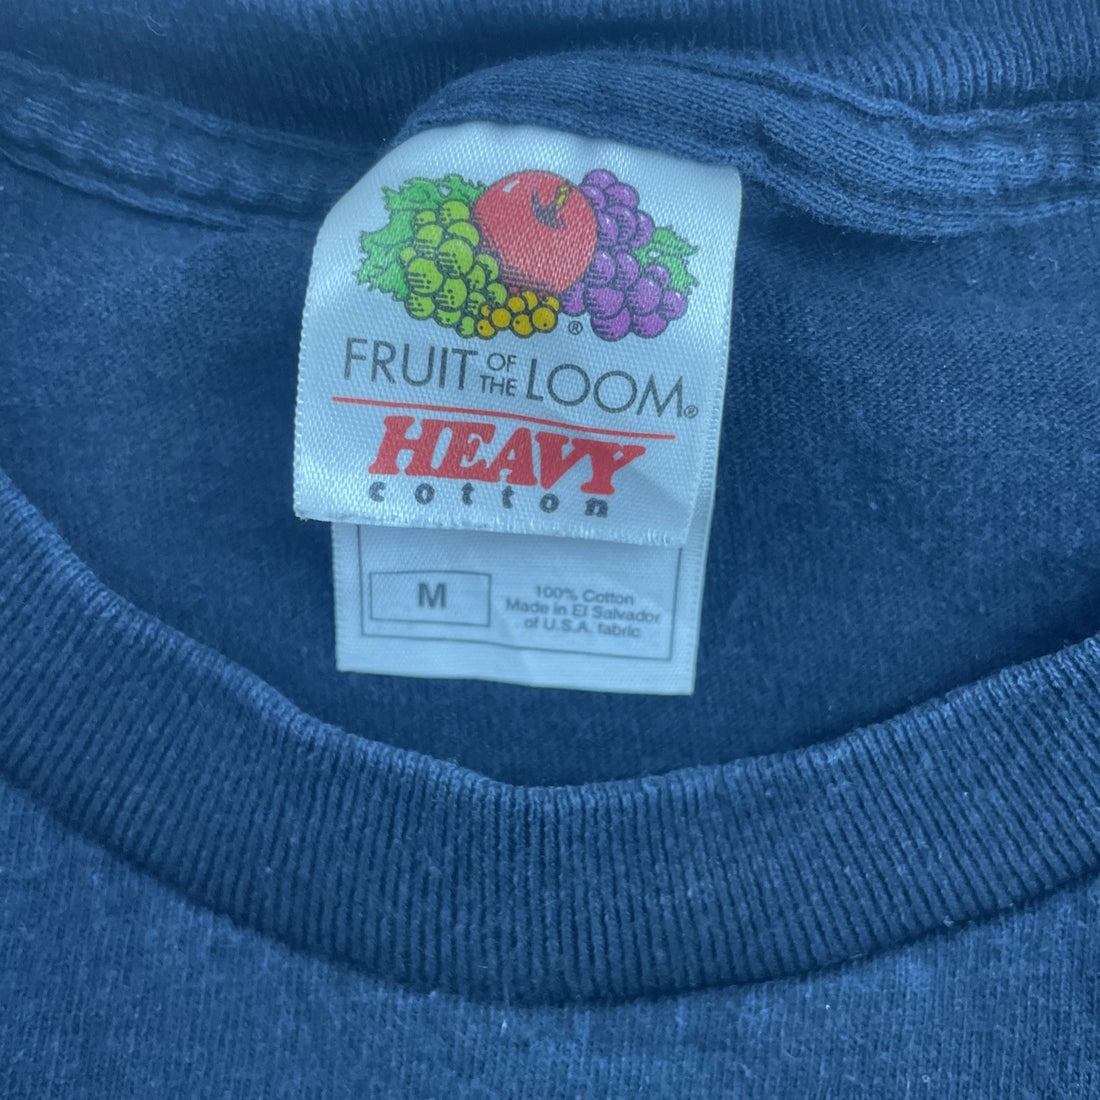 ®
FRUIT OF THE LOOM®
HEAVY
cotton
M
100% Cotton
Made in El Salvador
of U.S.A. fabric